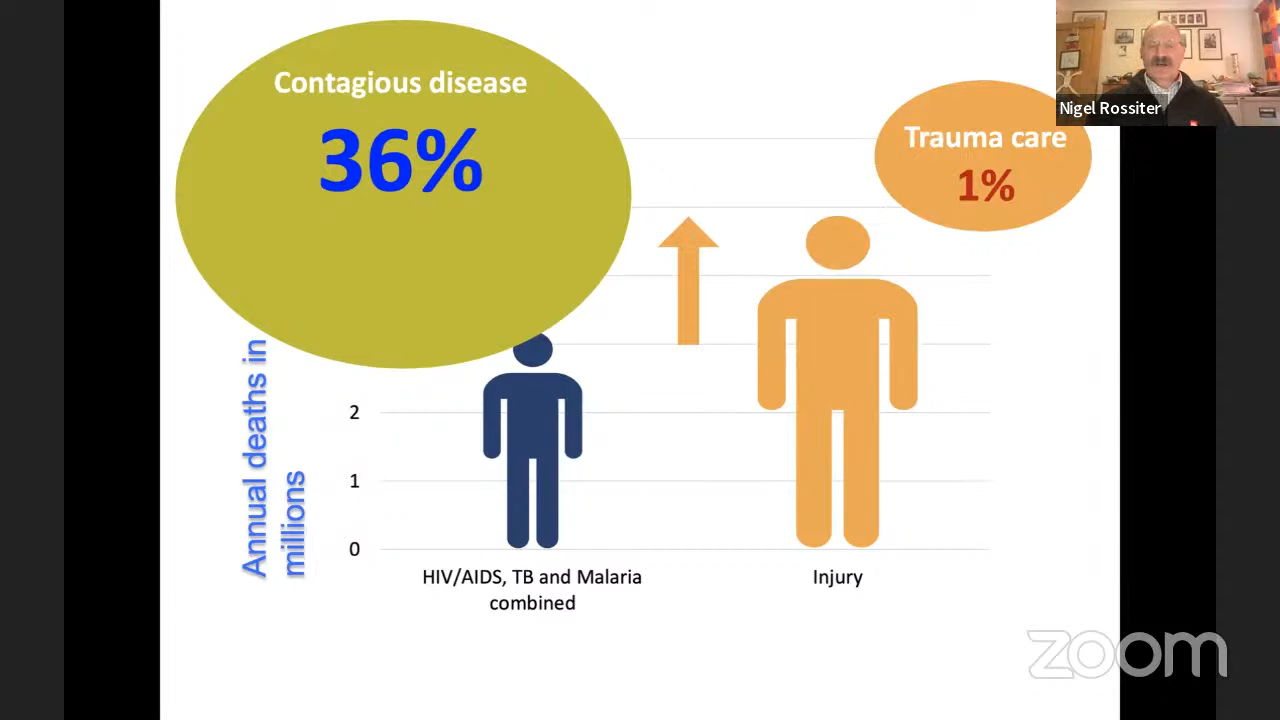 Contagious disease
36%
Nigel Rossiter
Trauma care
1%
Annual deaths in
millions
2
1
0
HIV/AIDS, TB and Malaria
combined
Injury
zoom